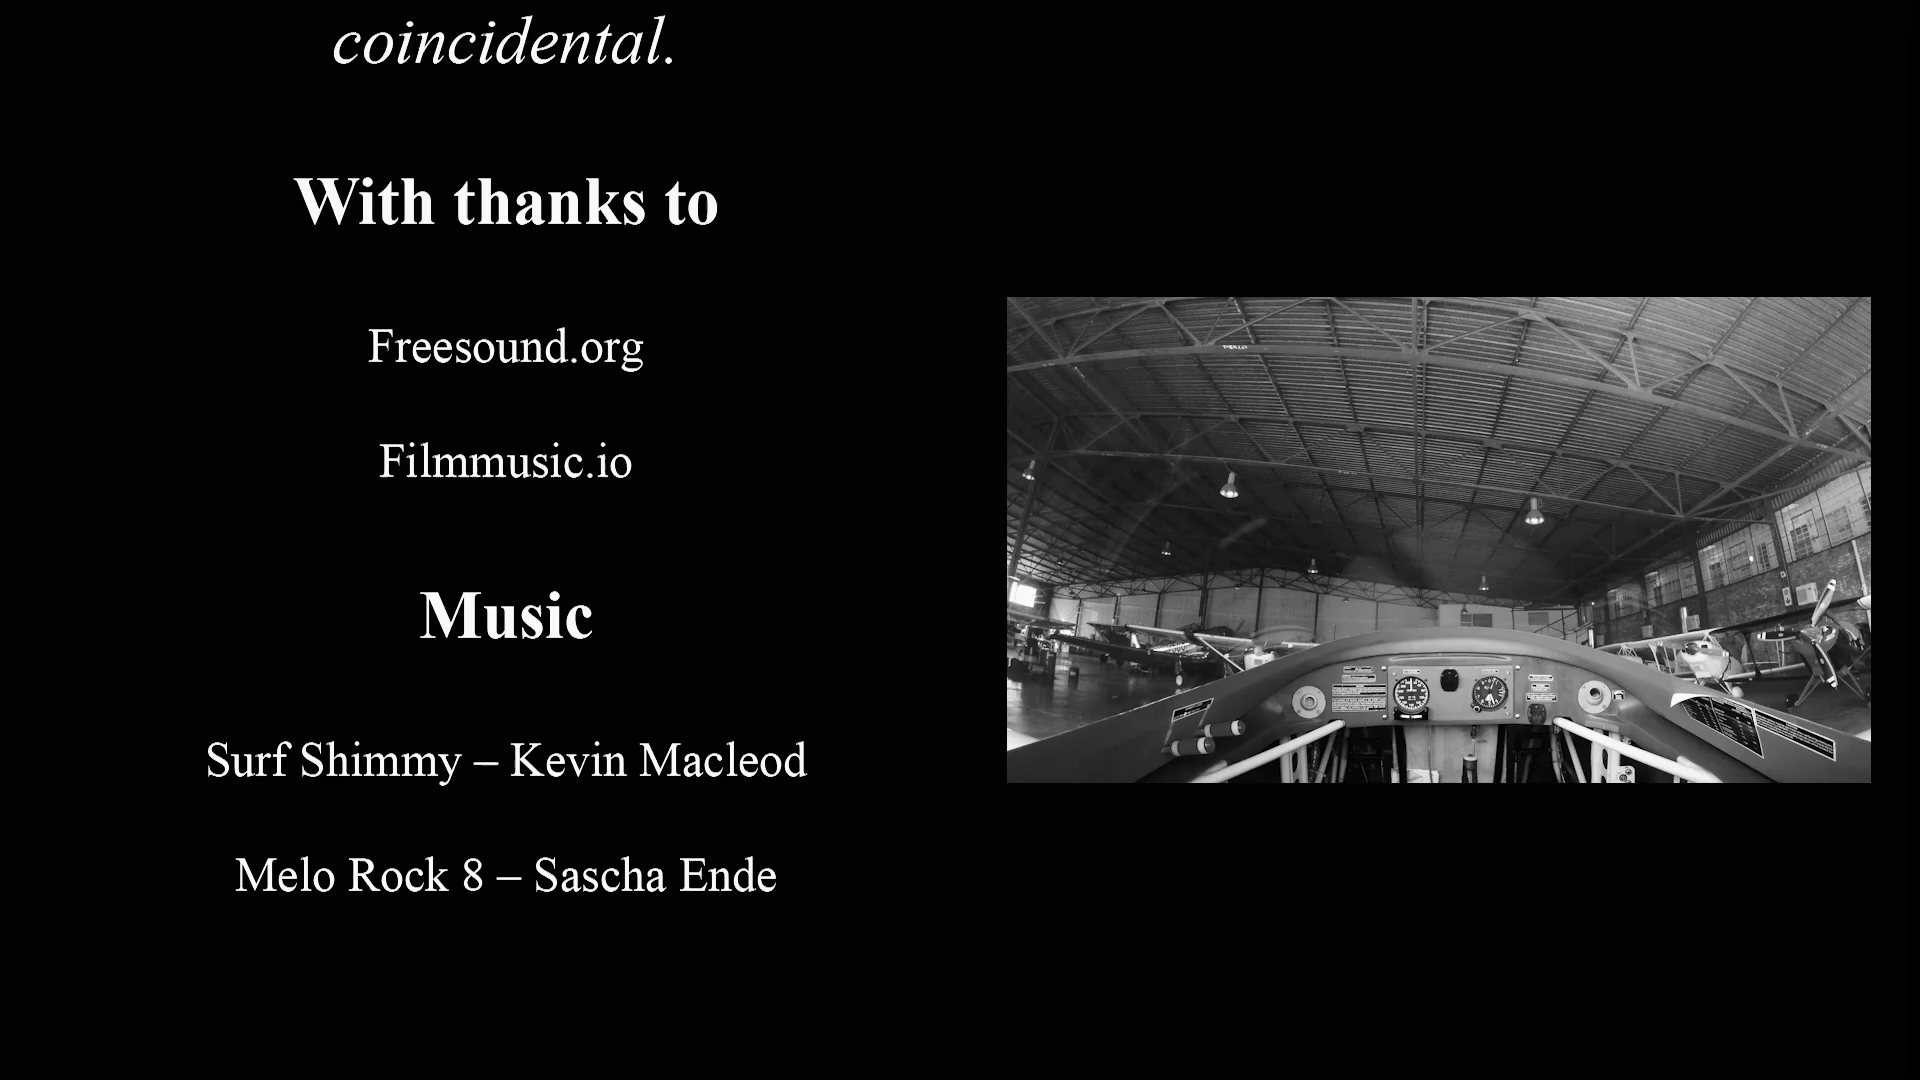 coincidental.
With thanks to
Freesound.org
Filmmusic.io
Music
Surf Shimmy – Kevin Macleod
Melo Rock 8 – Sascha Ende